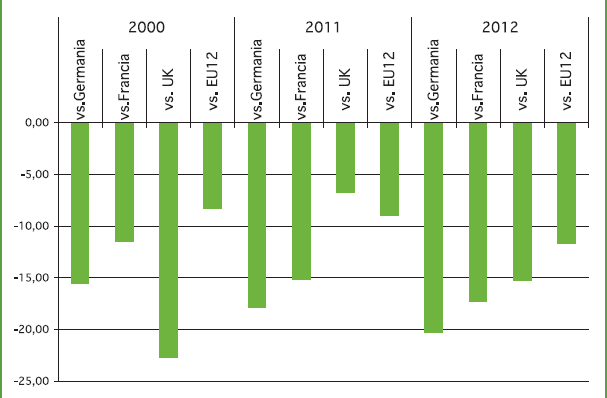 2000
2011
2012
vs.Germania
vs.Francia
vs. UK
vs. EU12
vs.Germania
vs.Francia
vs. UK
vs. EU12
vs.Germania
vs.Francia
vs. UK
vs. EU12
0,00
-5,00
-10,00
-15,00
-20,00
-25,00